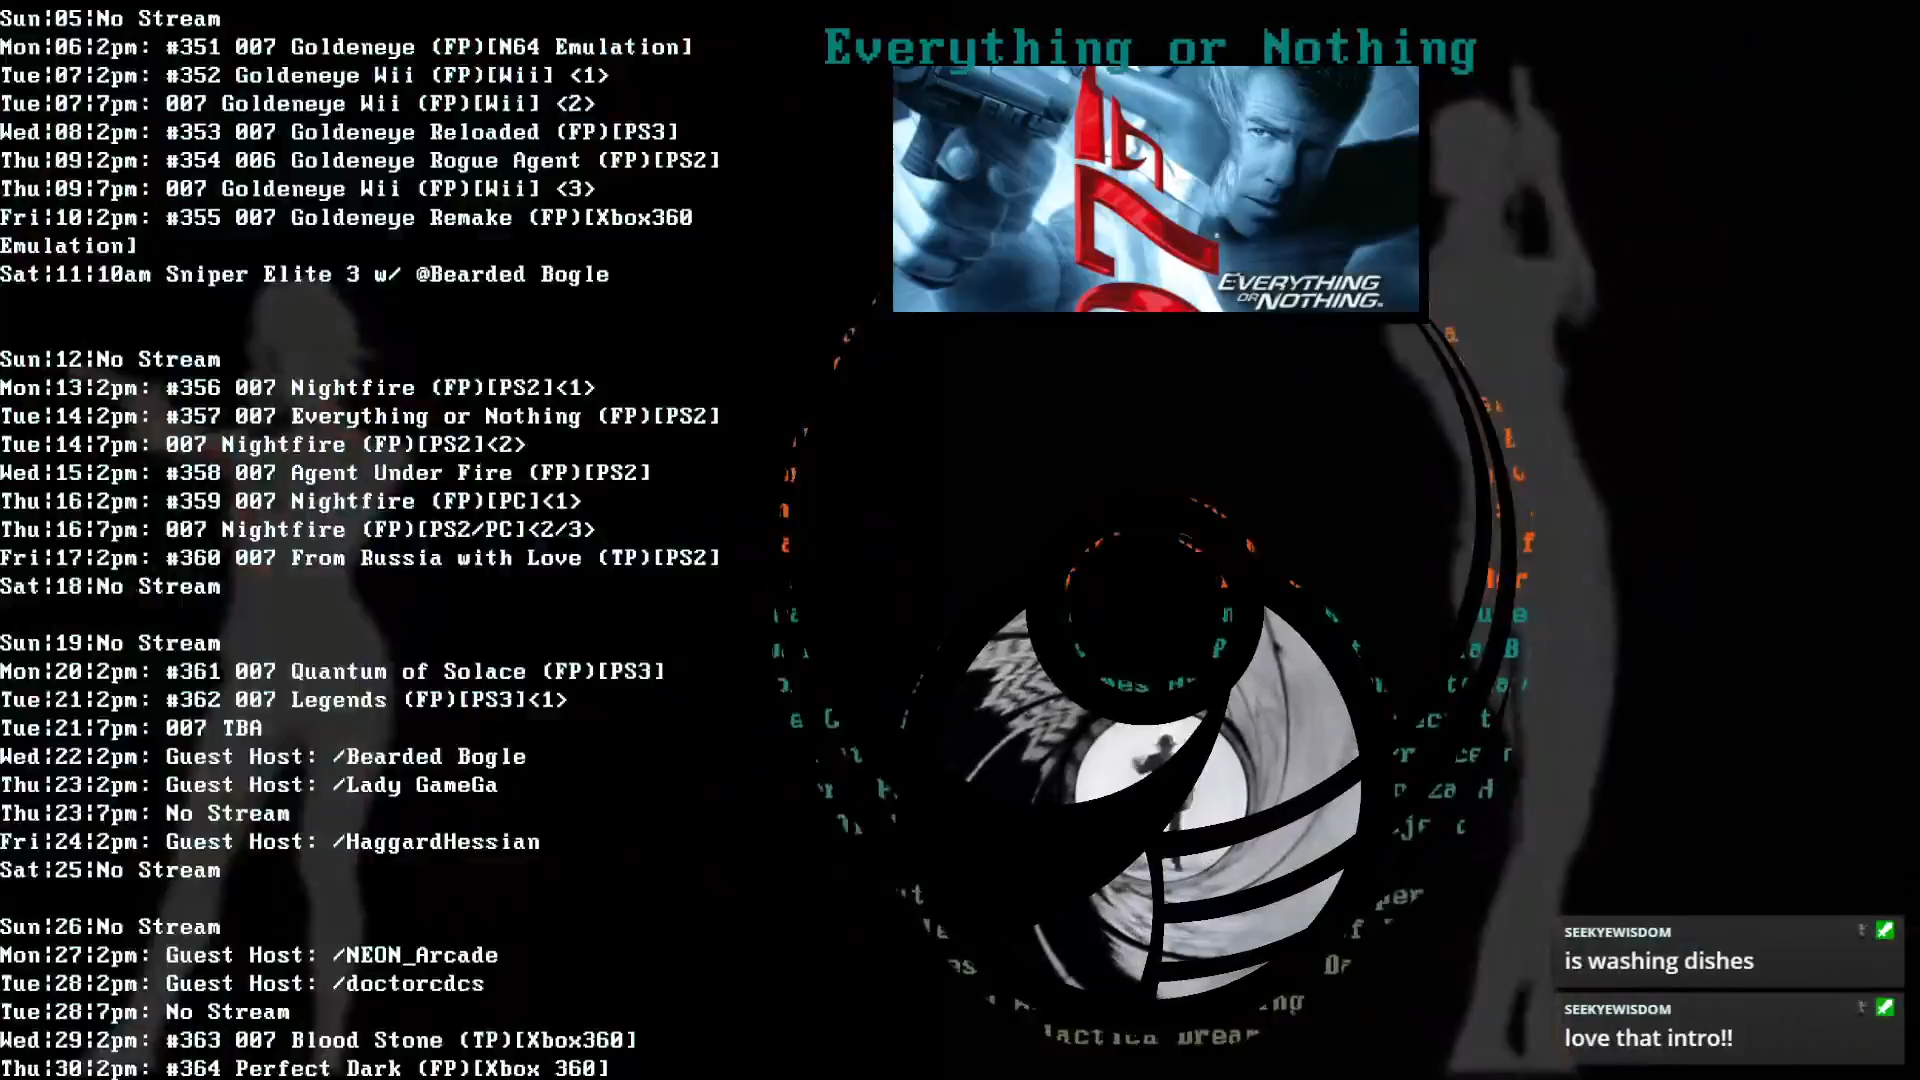 Sun¦05¦No Stream
Mon¦06¦2pm: #351 007 Goldeneye (FP)[N64 Emulation]
Tue¦07¦2pm: #352 Goldeneye Wii (FP)[Wii] <1>
Tue¦07¦7pm: 007 Goldeneye Wii (FP)[Wii] <2>
Wed¦08¦2pm: #353 007 Goldeneye Reloaded (FP)[PS3]
Thu¦09¦2pm: #354 006 Goldeneye Rogue Agent (FP)[PS2]
Thu¦09¦7pm: 007 Goldeneye Wii (FP)[Wii] <3>
Fri¦10¦2pm: #355 007 Goldeneye Remake (FP)[Xbox360
Emulation]
Sat¦11¦10am Sniper Elite 3 w/ @Bearded Bogle
Sun¦12¦No Stream
Mon¦13¦2pm: #356 007 Nightfire (FP)[PS2]<1>
Tue¦14¦2pm: #357 007 Everything or Nothing (FP)[PS2]
Tue¦14¦7pm: 007 Nightfire (FP)[PS2]<2>
Wed¦15¦2pm: #358 007 Agent Under Fire (FP)[PS2]
Thu¦16¦2pm: #359 007 Nightfire (FP)[PC]<1>
Thu¦16¦7pm: 007 Nightfire (FP)[PS2/PC]<2/3>
Fri¦17¦2pm: #360 007 From Russia with Love (TP)[PS2]
Sat¦18¦No Stream
Sun¦19¦No Stream
Mon¦20¦2pm: #361 007 Quantum of Solace (FP)[PS3]
Tue¦21¦2pm: #362 007 Legends (FP)[PS3]<1>
Tue¦21¦7pm: 007 TBA
Wed¦22¦2pm: Guest Host: /Bearded Bogle
Thu¦23¦2pm: Guest Host: /Lady GameGa
Thu¦23¦7pm: No Stream
Fri¦24¦2pm: Guest Host: /HaggardHessian
Sat¦25¦No Stream
Sun¦26¦No Stream
Mon¦27¦2pm: Guest Host: /NEON_Arcade
Tue¦28¦2pm: Guest Host: /doctorcdcs
Tue¦28¦7pm: No Stream
Wed¦29¦2pm: #363 007 Blood Stone (TP)[Xbox360]
Thu¦30¦2pm: #364 Perfect Dark (FP)[Xbox 360]
Everything or Nothing
EVERYTHING
OR NOTHING.
SEEKYEWISDOM
is washing dishes
SEEKYEWISDOM
love that intro!!